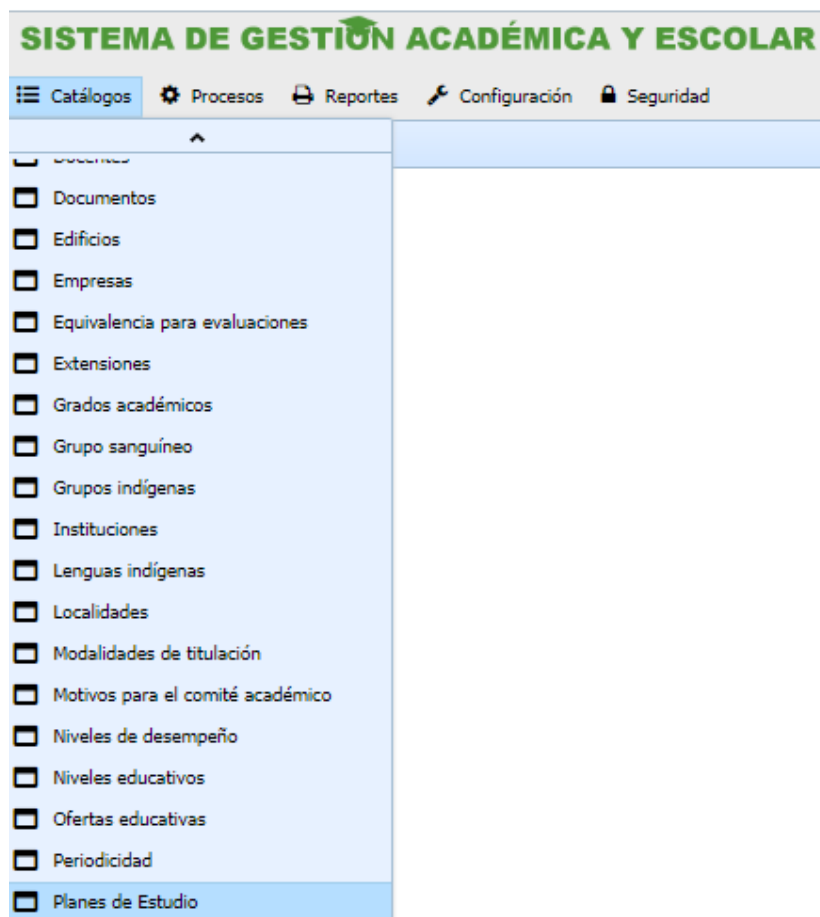 SISTEMA DE GESTIÓN ACADÉMICA Y ESCOLAR
Catálogos Procesos Reportes Configuración Seguridad
Docentes
Documentos
Edificios
Empresas
Equivalencia para evaluaciones
Extensiones
Grados académicos
Grupo sanguíneo
Grupos indígenas
Instituciones
Lenguas indígenas
Localidades
Modalidades de titulación
Motivos para el comité académico
Niveles de desempeño
Niveles educativos
Ofertas educativas
Periodicidad
Planes de Estudio